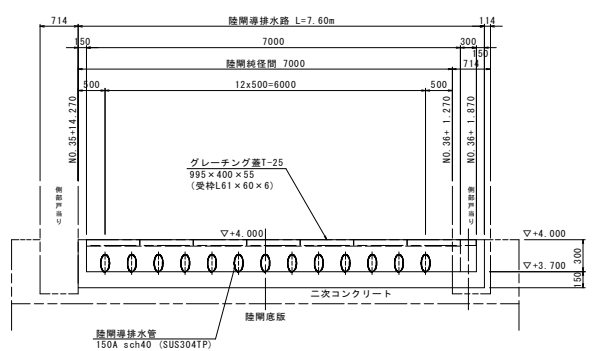 陸閘導排水路 L=7.60m
714
114
150
7000
300
150
陸閘純径間 7000
714
500
12x500=6000
500
NO.35+14.270
NO.36+ 1.270
NO.36+ 1.870
グレーチング蓋T-25
995×400×55
(受枠L61×60×6)
側部戸当り
側部戸当り
▽+4.000
▽+4.000
300
▽+3.700
150
二次コンクリート
陸閘底版
陸閘導排水管
150A sch40 (SUS304TP)